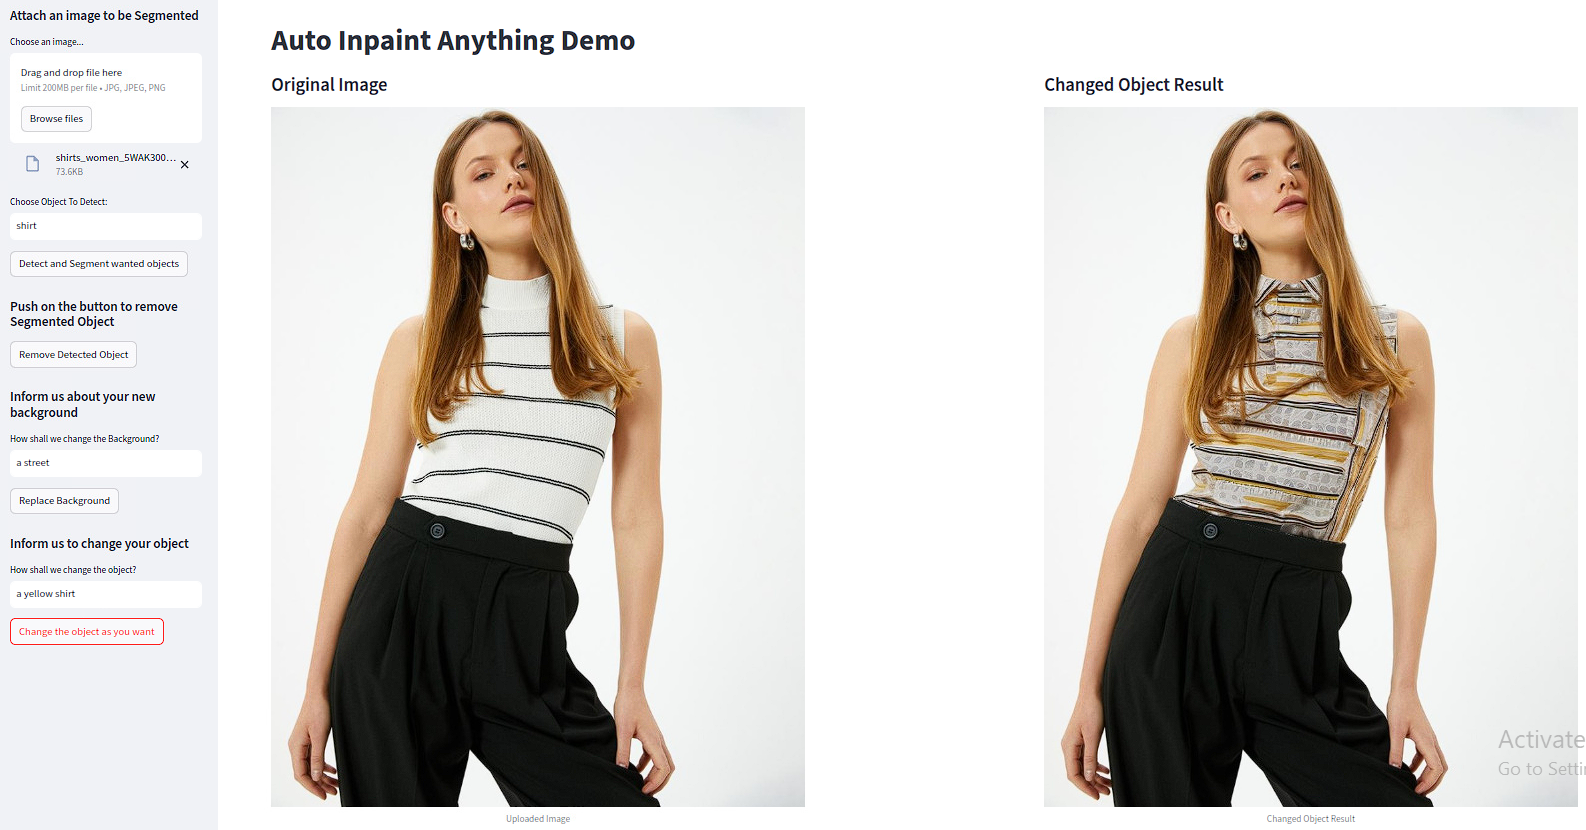 Attach an image to be Segmented
Choose an image...
Drag and drop file here
Limit 200MB per file • JPG, JPEG, PNG
Browse files
shirts_women_5WAK300...
73.6KB
Choose Object To Detect:
shirt
Detect and Segment wanted objects
Push on the button to remove
Segmented Object
Remove Detected Object
Inform us about your new
background
How shall we change the Background?
a street
Replace Background
Inform us to change your object
How shall we change the object?
a yellow shirt
Change the object as you want
Auto Inpaint Anything Demo
Original Image
Uploaded Image
Changed Object Result
Changed Object Result
Activate
Go to Setti